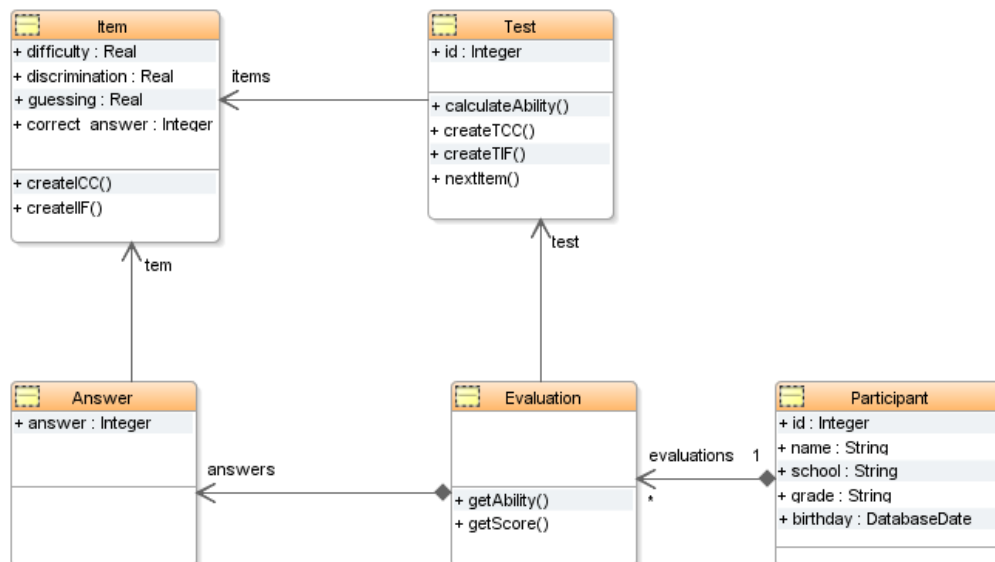 Item
+ difficulty : Real
+ discrimination : Real
+ guessing : Real
+ correct_answer : Integer
+ createICC()
+ createIIF()
items
Test
+ id : Integer
+ calculateAbility()
+ createTCC()
+ createTIF()
+ nextItem()
tem
test
Answer
+ answer : Integer
answers
Evaluation
+ getAbility()
+ getScore()
evaluations 1
*
Participant
+ id : Integer
+ name : String
+ school : String
+ grade : String
+ birthday : DatabaseDate